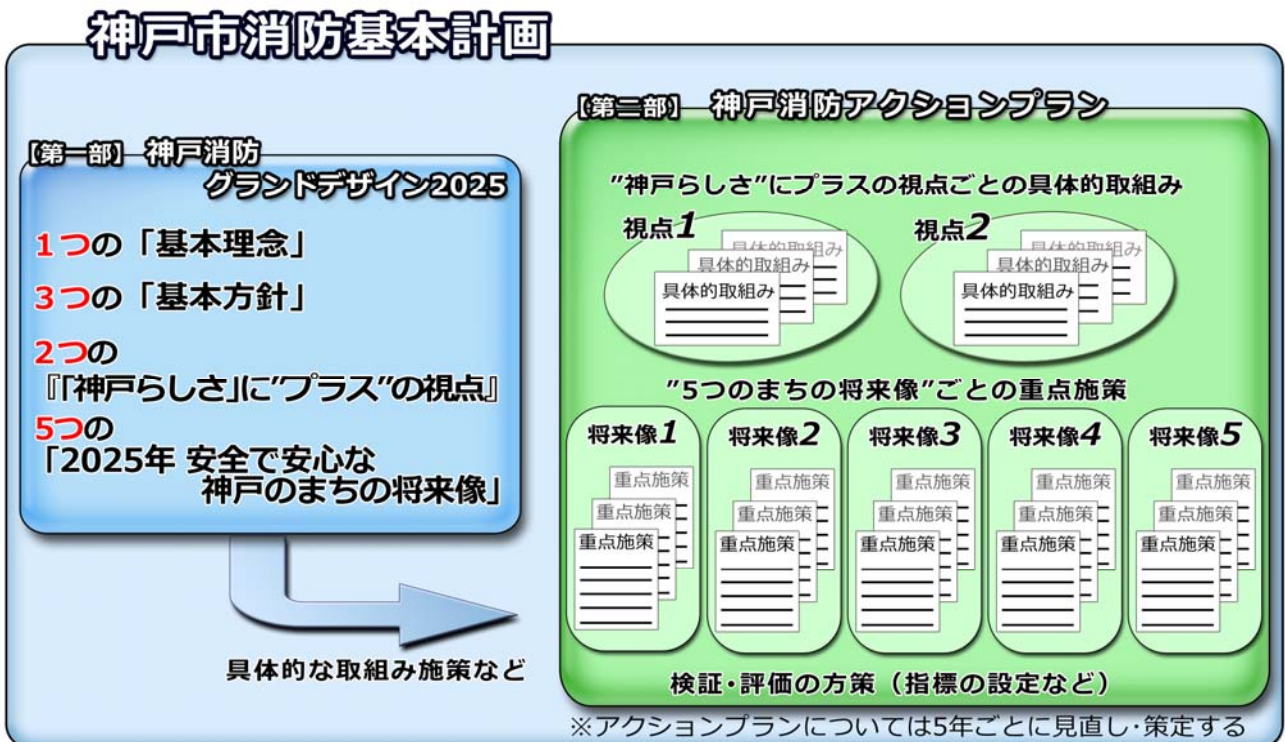 神戸市消防基本計画
【第一部】 神戸消防
グランドデザイン2025
1つの「基本理念」
3つの「基本方針」
2つの
『「神戸らしさ」に”プラス”の視点』
5つの
「2025年 安全で安心な
神戸のまちの将来像」
具体的な取組み施策など
【第二部】 神戸消防アクションプラン
”神戸らしさ”にプラスの視点ごとの具体的取組み
視点1
具体的取組み
具体的取組み
具体的取組み
視点2
具体的取組み
具体的取組み
具体的取組み
”5つのまちの将来像”ごとの重点施策
将来像1
重点施策
重点施策
重点施策
将来像2
重点施策
重点施策
重点施策
将来像3
重点施策
重点施策
重点施策
将来像4
重点施策
重点施策
重点施策
将来像5
重点施策
重点施策
重点施策
検証・評価の方策（指標の設定など）
※アクションプランについては5年ごとに見直し・策定する